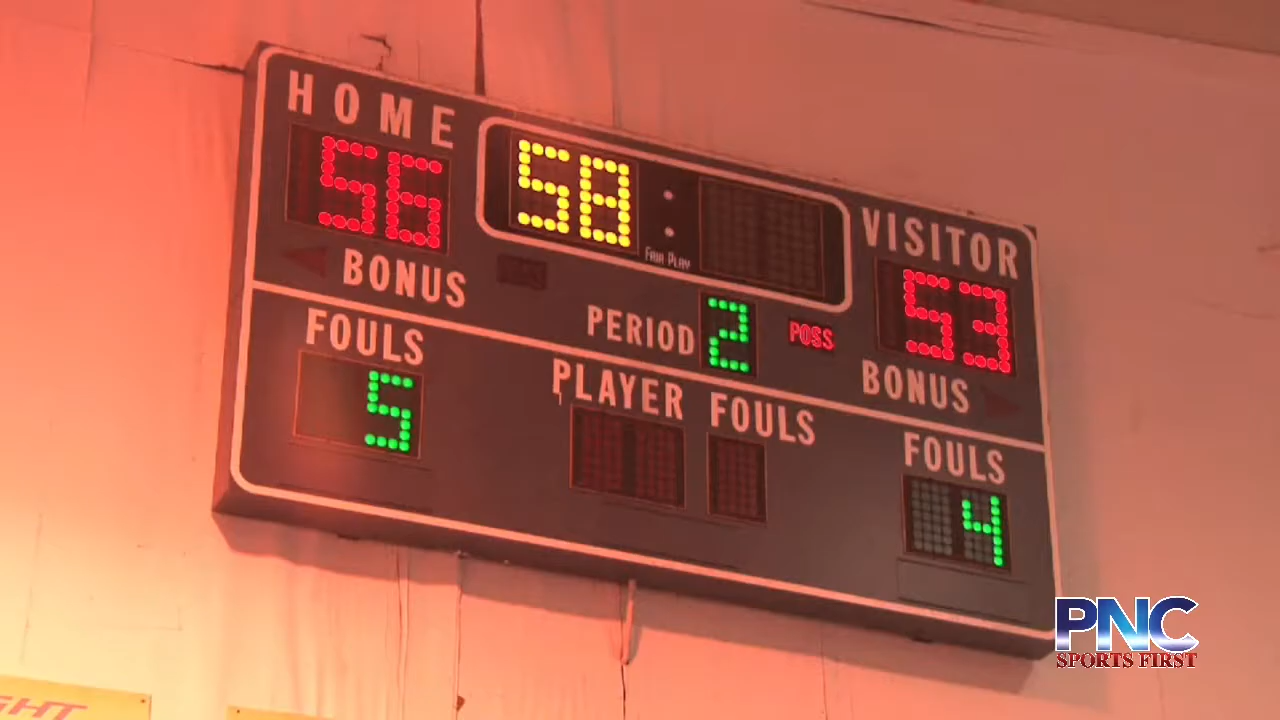 HOME
56
58 :
FAIR PLAY
VISITOR
53
BONUS
PERIOD 2
POSS
BONUS
FOULS
5
PLAYER FOULS
FOULS
4
PNC
SPORTS FIRST
GHT